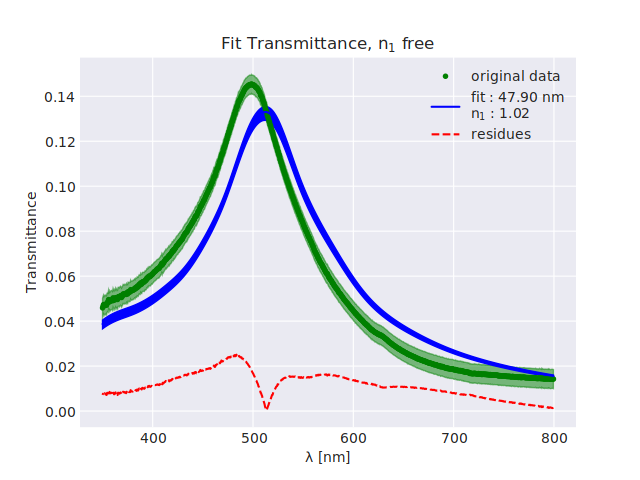 Fit Transmittance, n₁ free
original data
fit : 47.90 nm
n₁ : 1.02
residues
Transmittance
0.14
0.12
0.10
0.08
0.06
0.04
0.02
0.00
400 500 600 700 800
λ [nm]